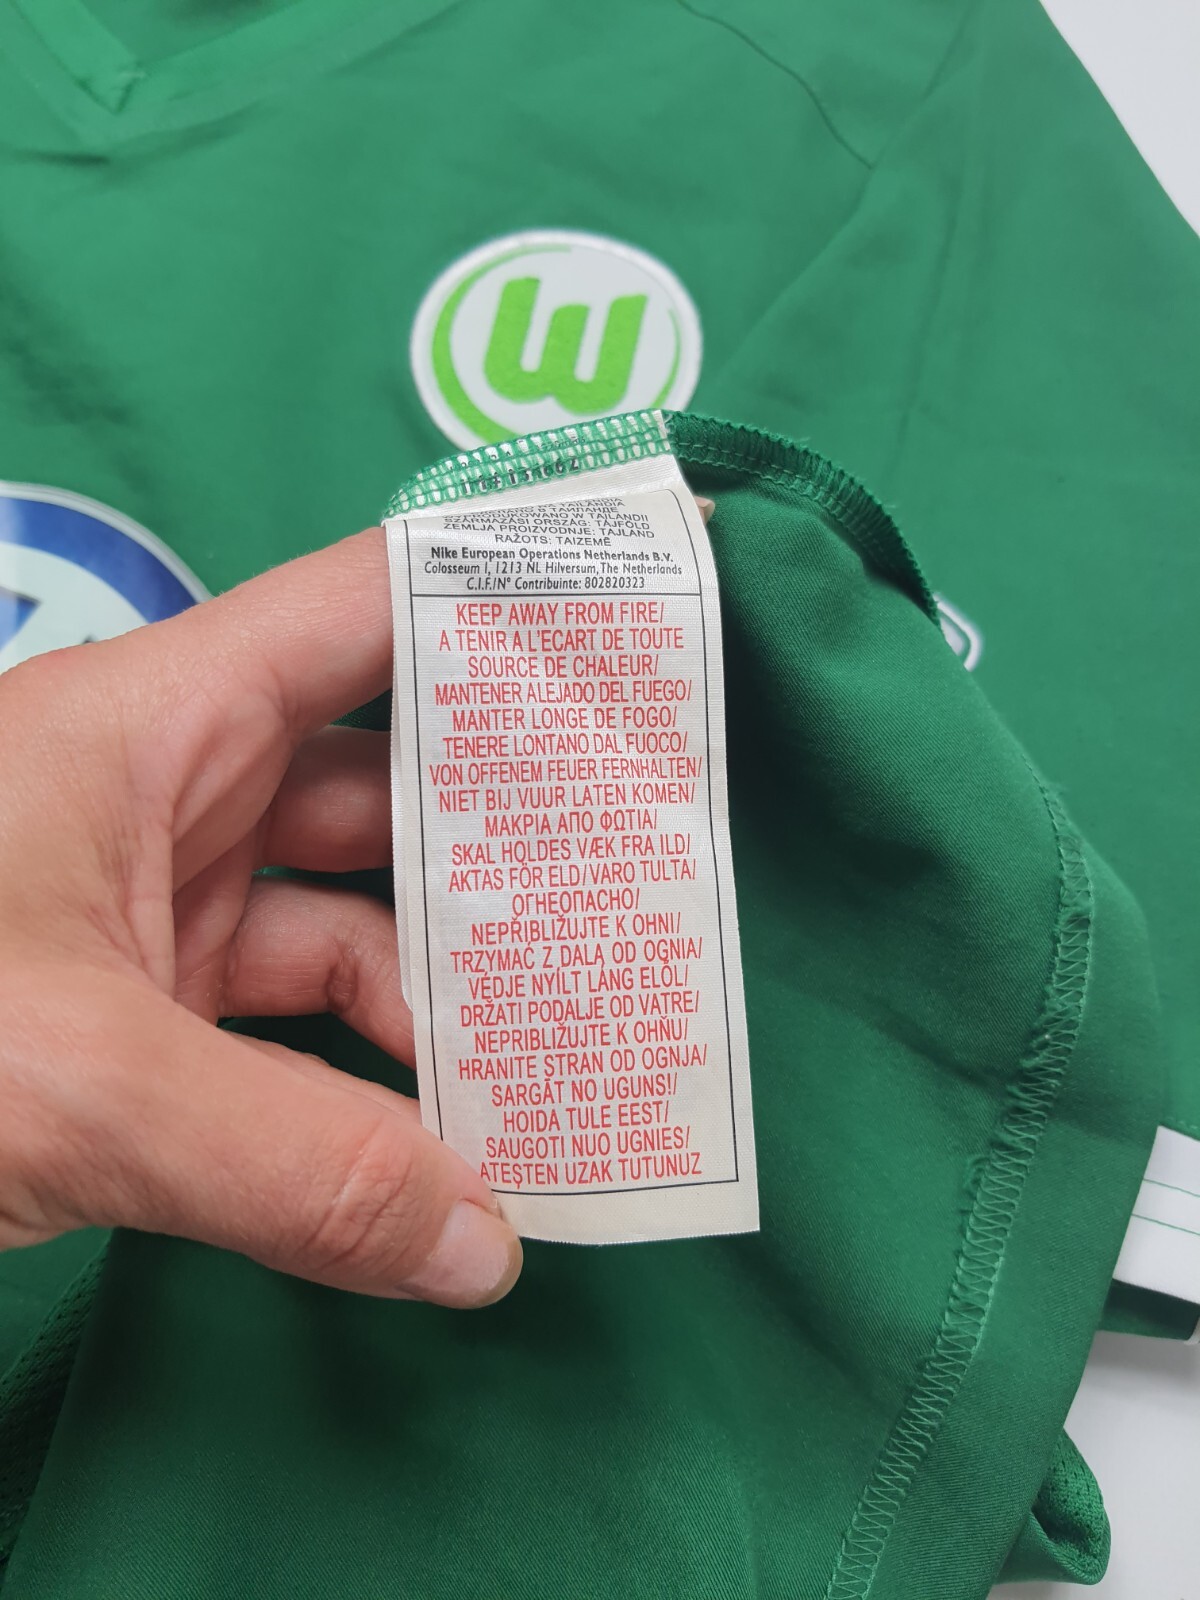 W
SZÁRMAZÁSI ORSZÁG: TÁJFÖLD
ZEMLJA PROIZVODNJE: TAJLAND
RAŽOTS: TAIZEMĒ
Nike European Operations Netherlands B.V.
Colosseum 1, 1213 NL Hilversum, The Netherlands
C.I.F./N° Contribuinte: 802820323
KEEP AWAY FROM FIRE/
A TENIR A L'ECART DE TOUTE
SOURCE DE CHALEUR/
MANTENER ALEJADO DEL FUEGO/
MANTER LONGE DE FOGO/
TENERE LONTANO DAL FUOCO/
VON OFFENEM FEUER FERNHALTEN/
NIET BIJ VUUR LATEN KOMEN/
ΜΑΚΡΙΑ ΑΠΟ ΦΩΤΙΑ/
SKAL HOLDES VÆK FRA ILD/
AKTAS FÖR ELD/VARO TULTA/
ОГНЕОПАСНО/
NEPŘIBLIŽUJTE K OHNI/
TRZYMAĆ Z DALA OD OGNIA/
VÉDJE NYÍLT LÁNG ELŐL/
DRŽATI PODALJE OD VATRE/
NEPRIBLIŽUJTE K OHŇU/
HRANITE STRAN OD OGNJA/
SARGĀT NO UGUNS!/
HOIDA TULE EEST/
SAUGOTI NUO UGNIES/
ATEŞTEN UZAK TUTUNUZ